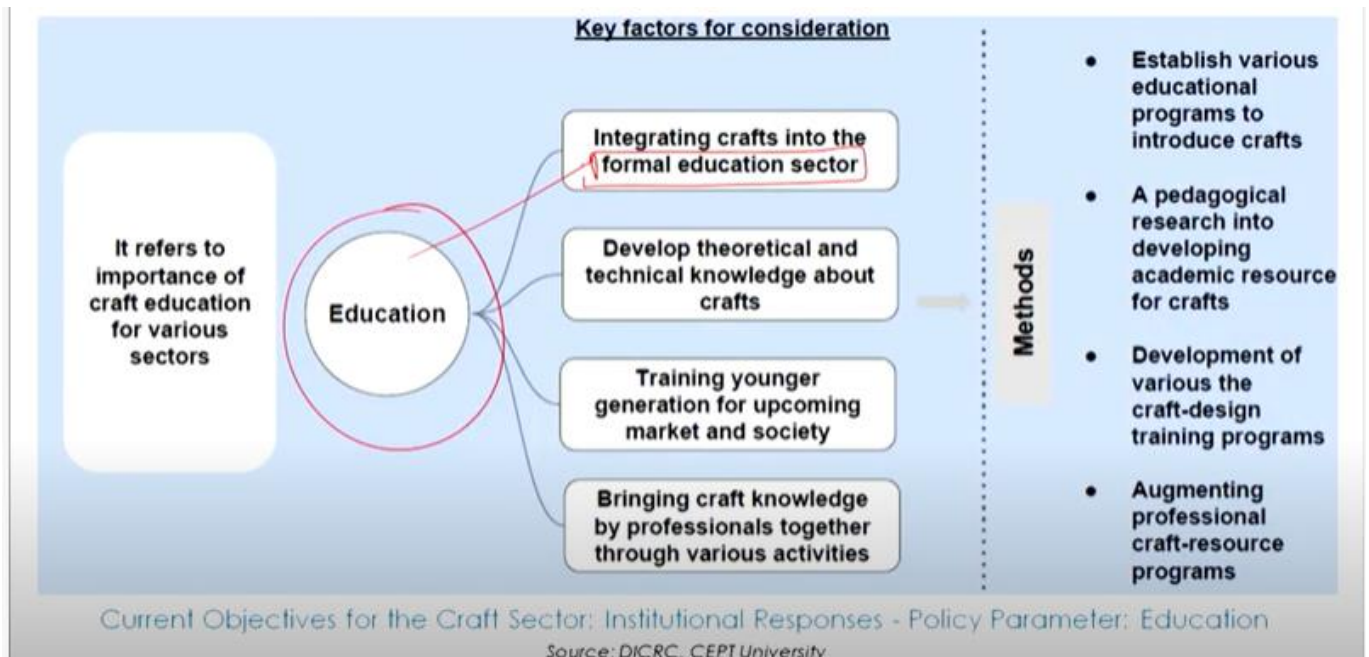 Key factors for consideration
It refers to
importance of
craft education
for various
sectors
Education
Integrating crafts into the
formal education sector
Develop theoretical and
technical knowledge about
crafts
Training younger
generation for upcoming
market and society
Bringing craft knowledge
by professionals together
through various activities
Methods
● Establish various
educational
programs to
introduce crafts
● A pedagogical
research into
developing
academic resource
for crafts
● Development of
various the
craft-design
training programs
● Augmenting
professional
craft-resource
programs
Current Objectives for the Craft Sector: Institutional Responses - Policy Parameter: Education
Source: DICRC, CEPT University